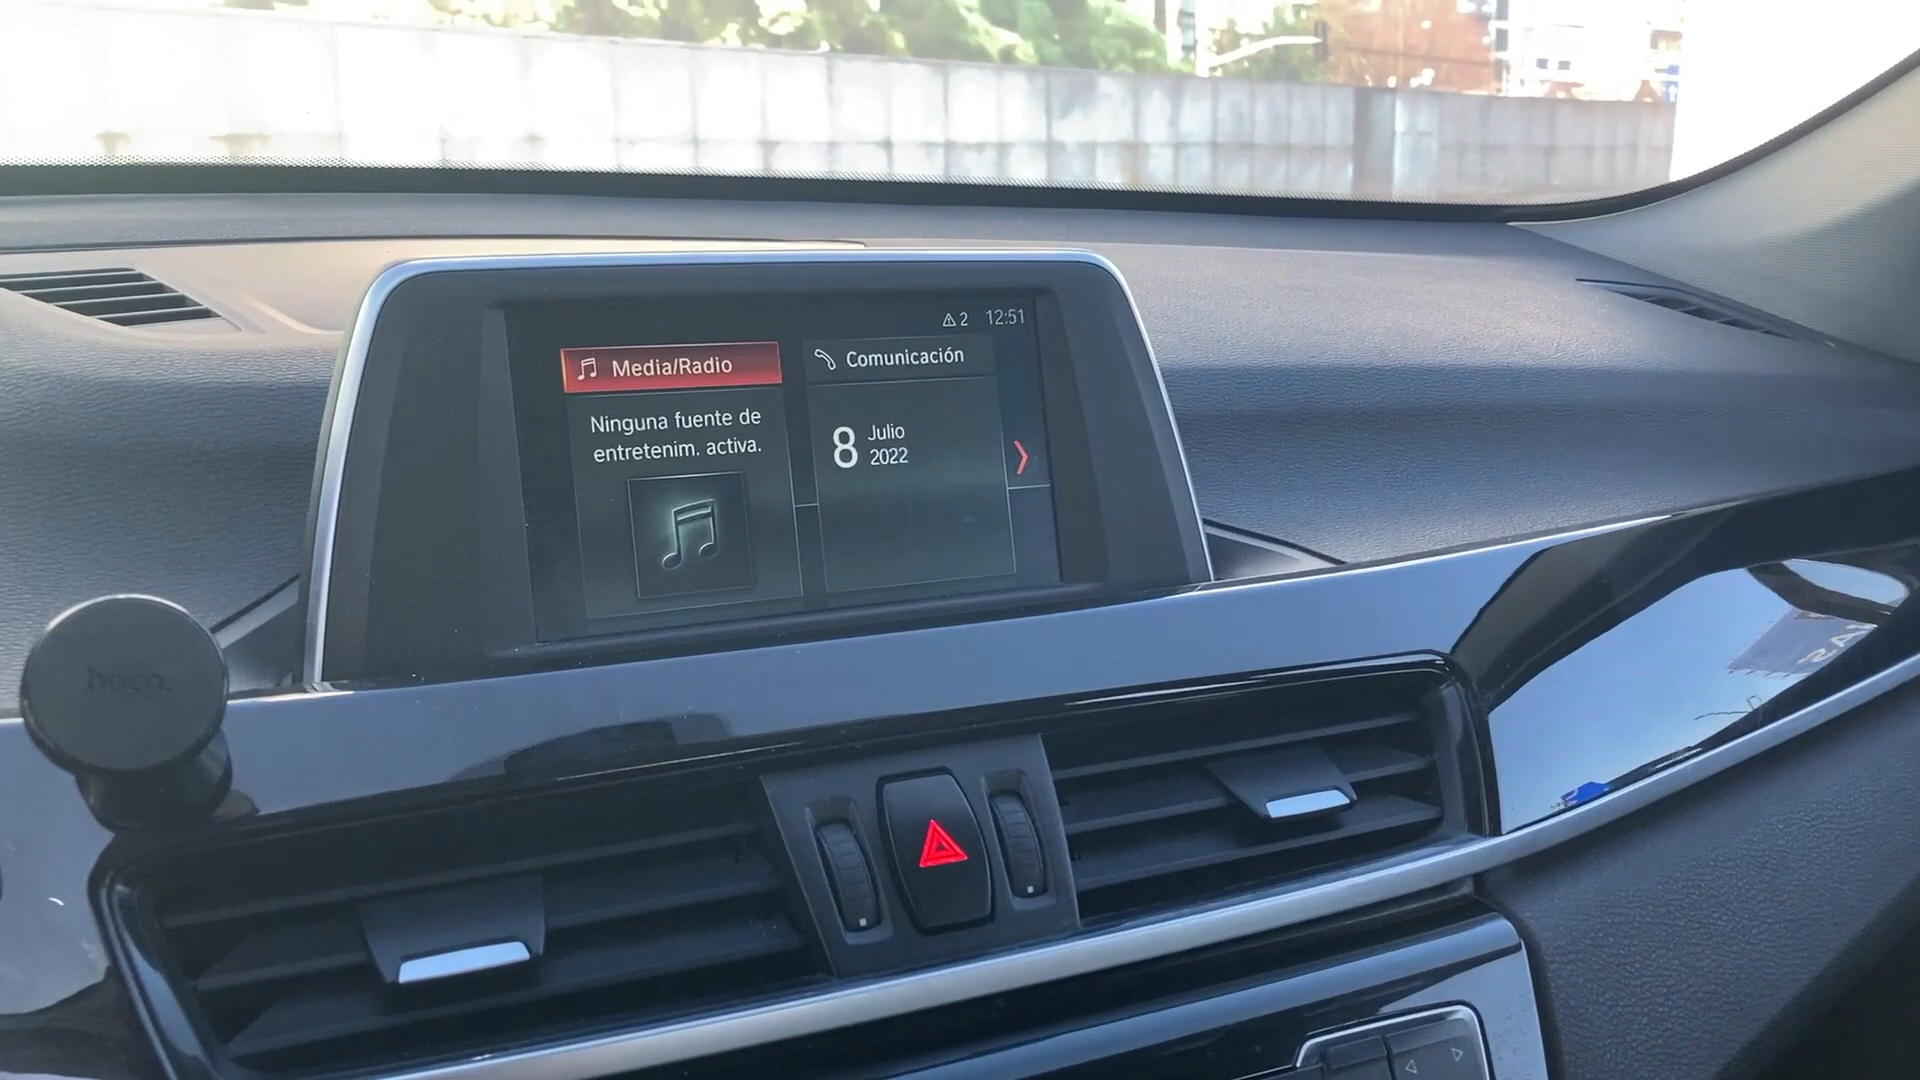 2 12:51
Media/Radio
Comunicación
Ninguna fuente de
entretenim. activa.
8 Julio
2022
hoco.